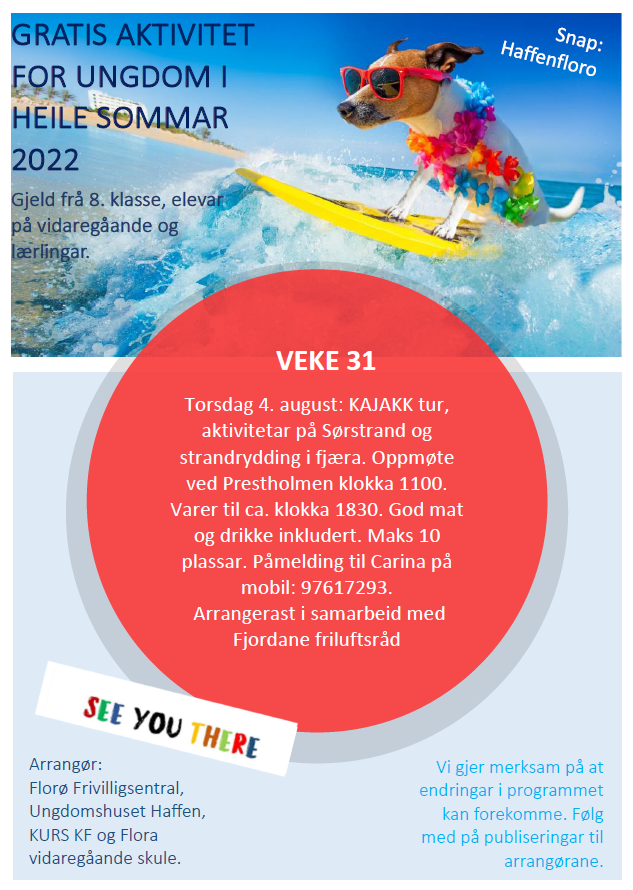 GRATIS AKTIVITET
FOR UNGDOM I
HEILE SOMMAR
2022
Gjeld frå 8. klasse, elevar
på vidaregåande og
lærlingar.
Snap:
Haffenfloro
VEKE 31
Torsdag 4. august: KAJAKK tur,
aktivitetar på Sørstrand og
strandrydding i fjæra. Oppmøte
ved Prestholmen klokka 1100.
Varer til ca. klokka 1830. God mat
og drikke inkludert. Maks 10
plassar. Påmelding til Carina på
mobil: 97617293.
Arrangerast i samarbeid med
Fjordane friluftsråd
SEE YOU THERE
Arrangør:
Florø Frivilligsentral,
Ungdomshuset Haffen,
KURS KF og Flora
vidaregåande skule.
Vi gjer merksam på at
endringar i programmet
kan forekomme. Følg
med på publiseringar til
arrangørane.